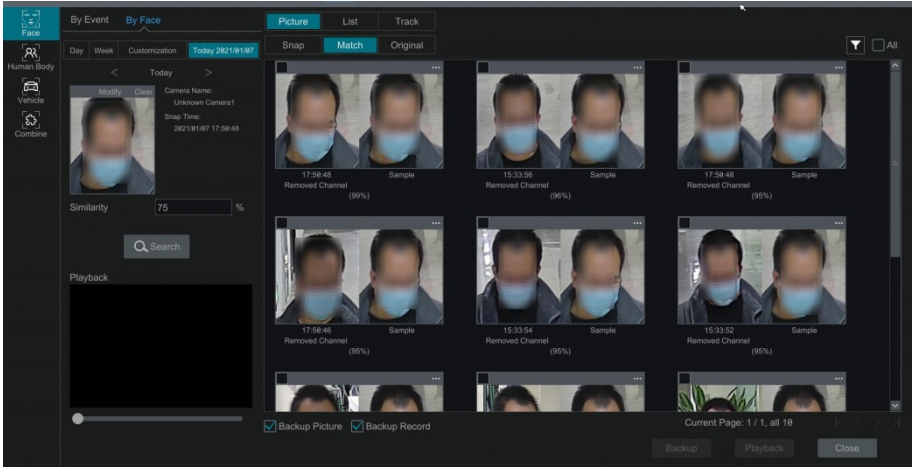 Face
Human Body
Vehicle
Combine
By Event By Face
Day Week Customization Today 2021/01/07
< Today >
Modify Clear
Camera Name:
Unknown Camera1
Snap Time:
2021/01/07 17:50:48
Similarity 75 %
Search
Playback
Picture List Track
Snap Match Original
All
17:50:48 Sample
Removed Channel
(99%)
15:33:56 Sample
Removed Channel
(96%)
17:50:48 Sample
Removed Channel
(95%)
17:50:46 Sample
Removed Channel
(95%)
15:33:54 Sample
Removed Channel
(95%)
15:33:52 Sample
Removed Channel
(95%)
Backup Picture Backup Record
Current Page: 1 / 1, all 10
Backup Playback Close